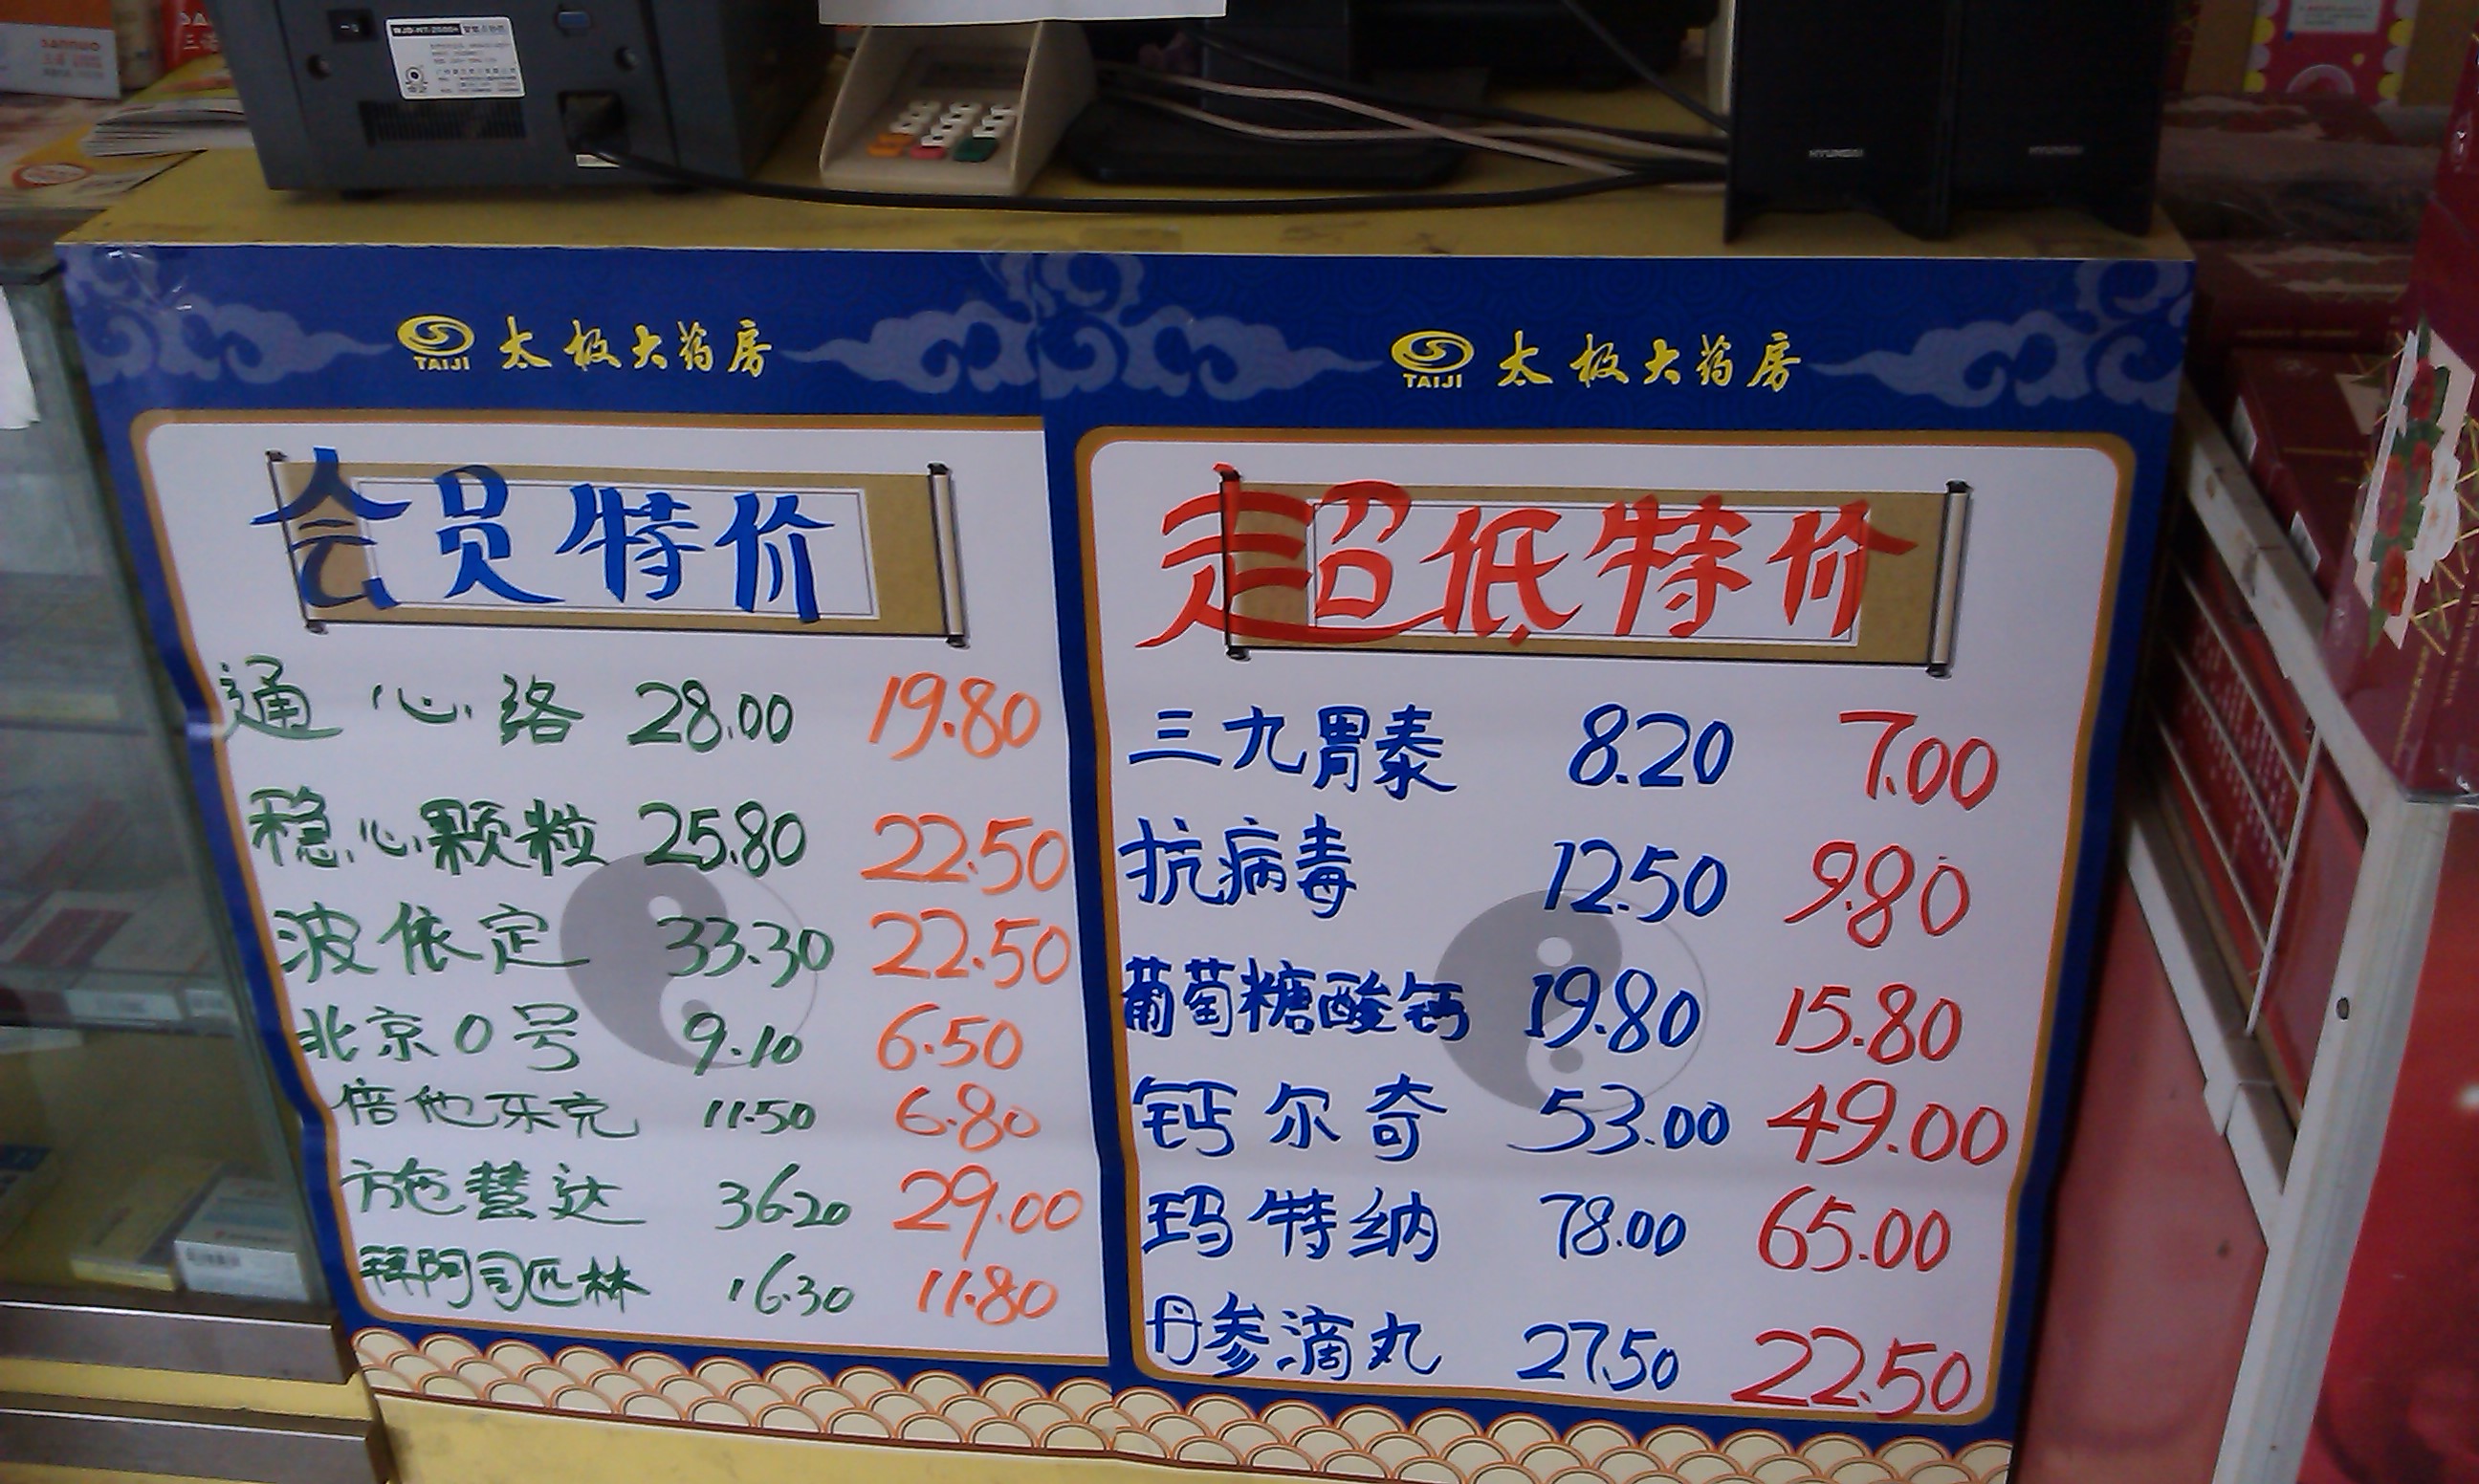 SANNUO
三诺
HYUNDAI
HYUNDAI
TAIJI 太极大药房
会员特价
通心络 28.00 19.80
稳心颗粒 25.80 22.50
波依定 33.30 22.50
北京0号 9.10 6.50
倍他乐克 11.50 6.80
施慧达 36.20 29.00
拜阿司匹林 16.30 11.80
TAIJI 太极大药房
超低特价
三九胃泰 8.20 7.00
抗病毒 12.50 9.80
葡萄糖酸钙 19.80 15.80
钙尔奇 53.00 49.00
玛特纳 78.00 65.00
丹参滴丸 27.50 22.50